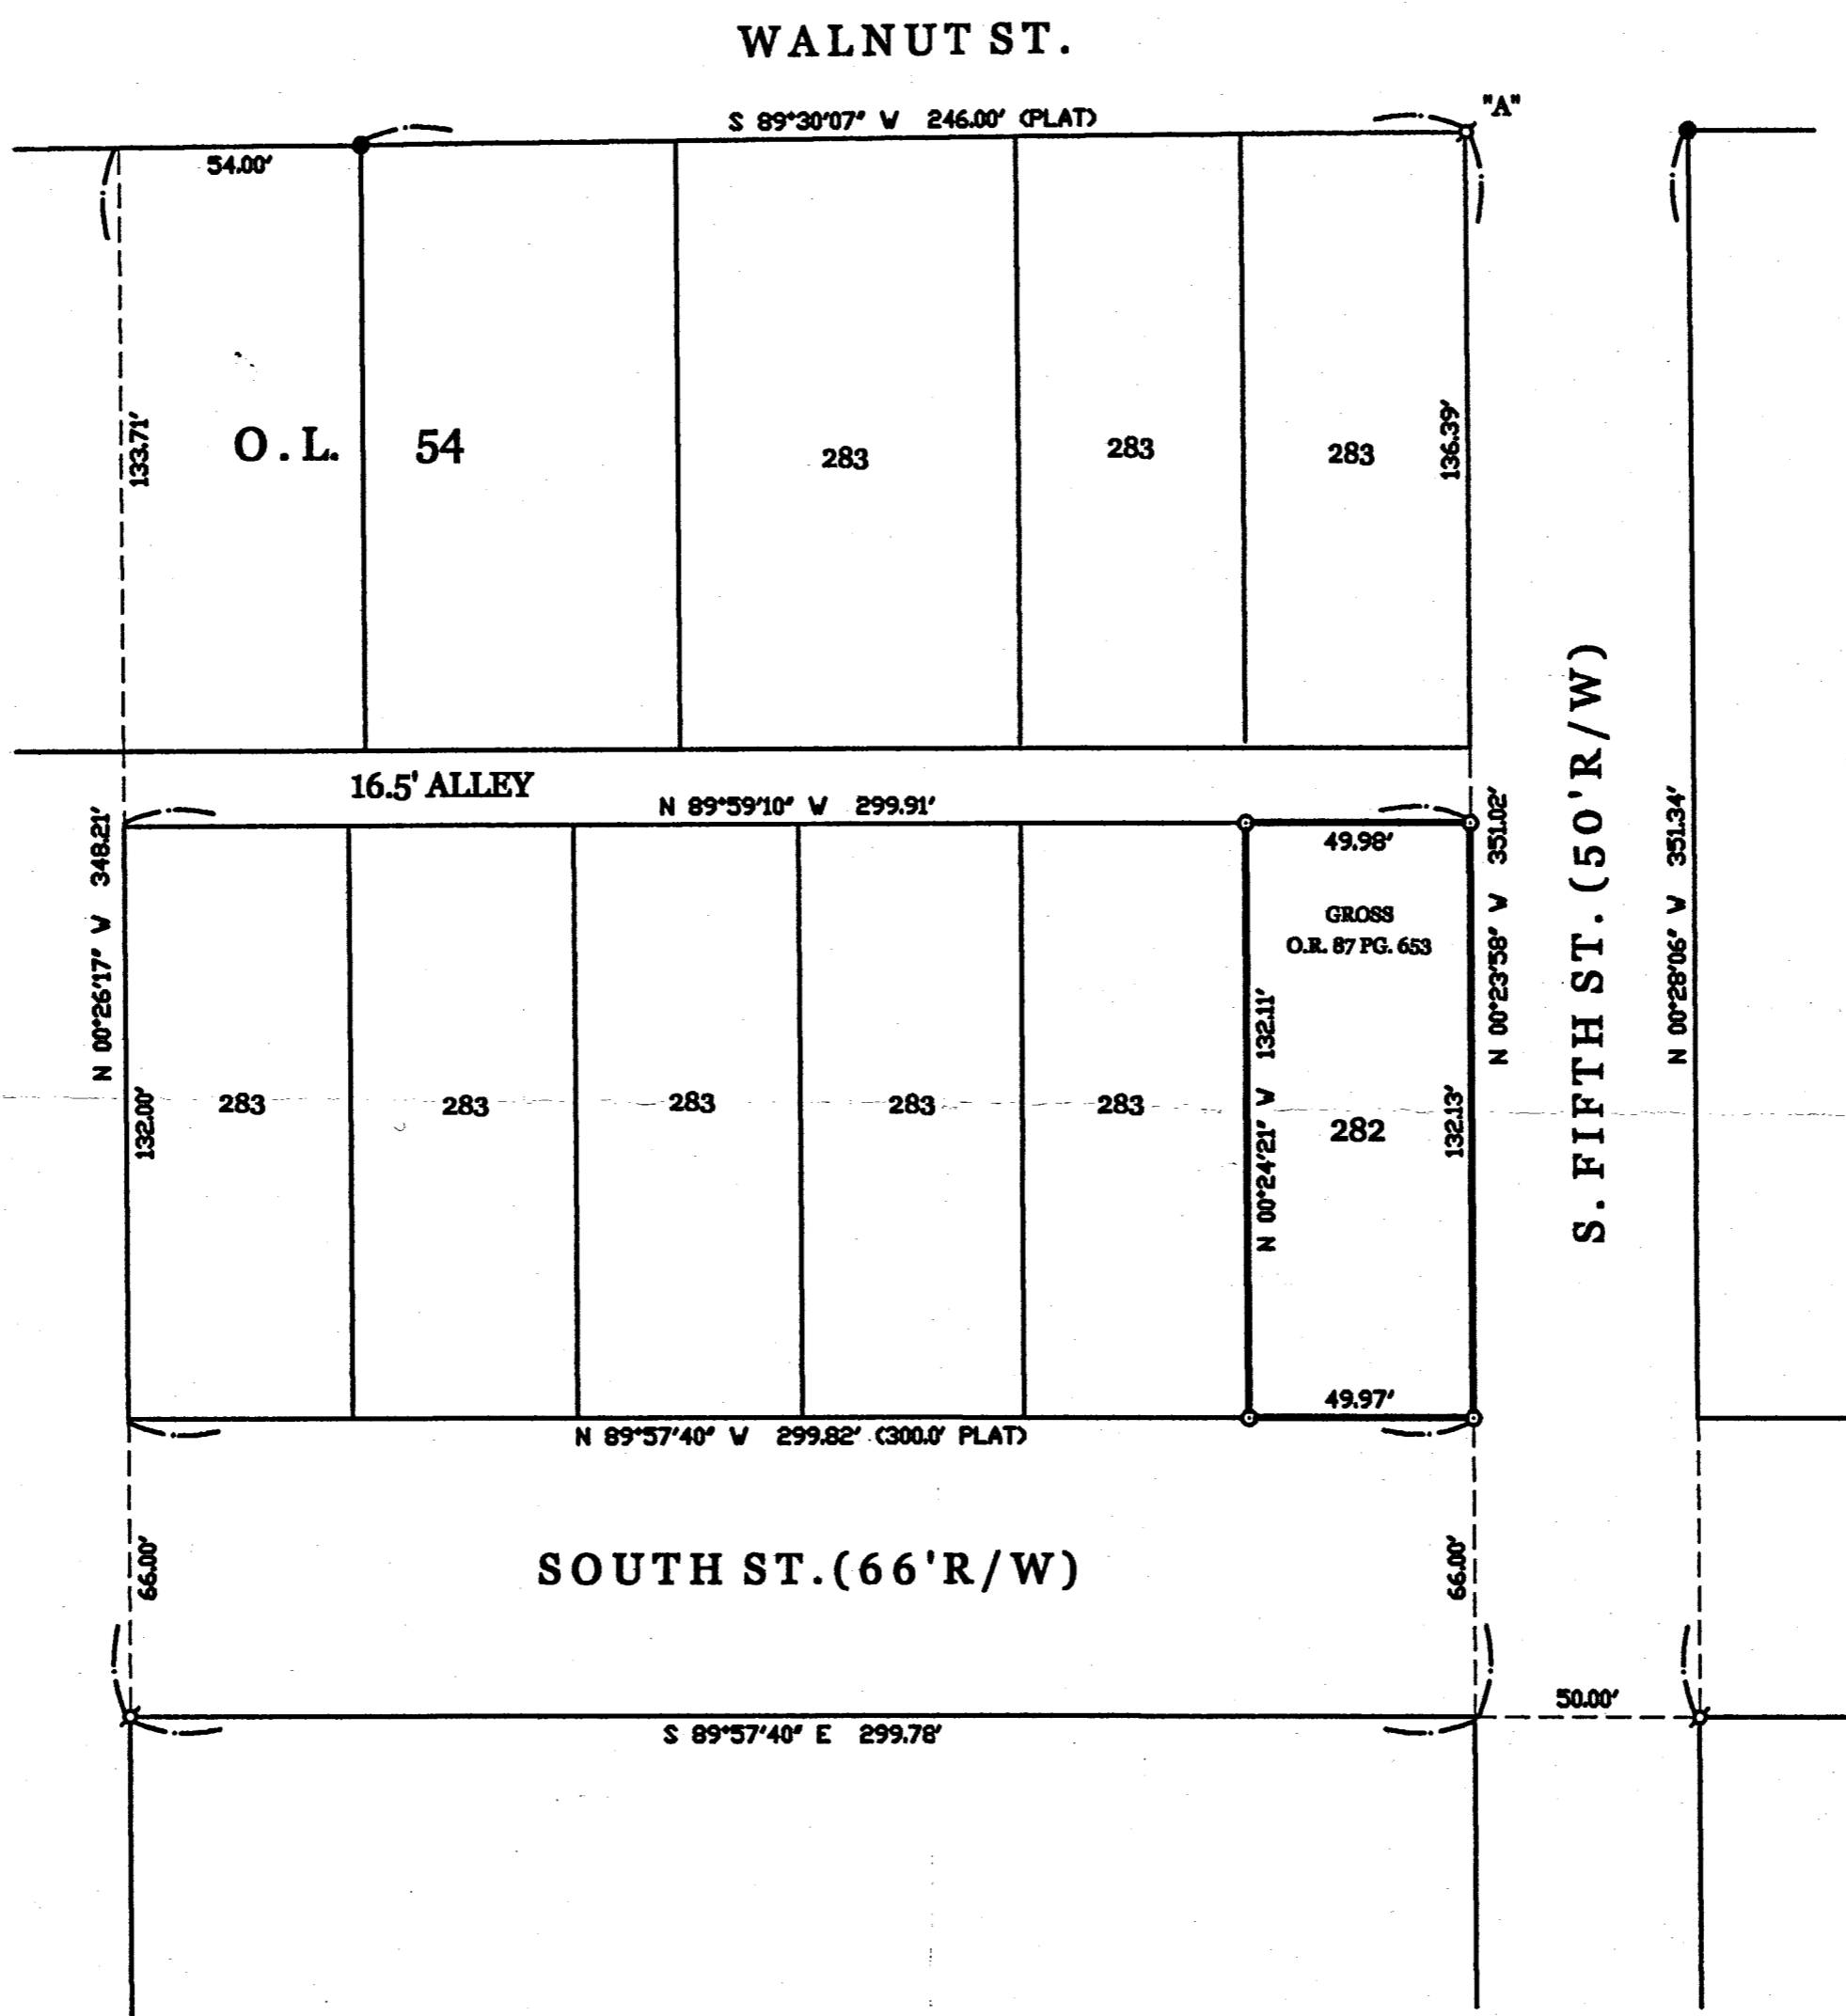 WALNUT ST.
"A"
S 89°30'07" W 246.00' (PLAT)
54.00'
133.71'
O.L. 54
283
283
283
136.39'
16.5' ALLEY
N 89°59'10" W 299.91'
49.98'
GROSS
O.R. 87 PG. 653
N 00°26'17" W 348.21'
132.00'
283
283
283
283
283
N 00°24'21" W 132.11'
282
132.13'
N 00°23'58" W 351.02'
S. FIFTH ST. (50' R/W)
N 00°28'06" W 351.34'
49.97'
N 89°57'40" W 299.82' (300.0' PLAT)
66.00'
SOUTH ST. (66' R/W)
66.00'
50.00'
S 89°57'40" E 299.78'